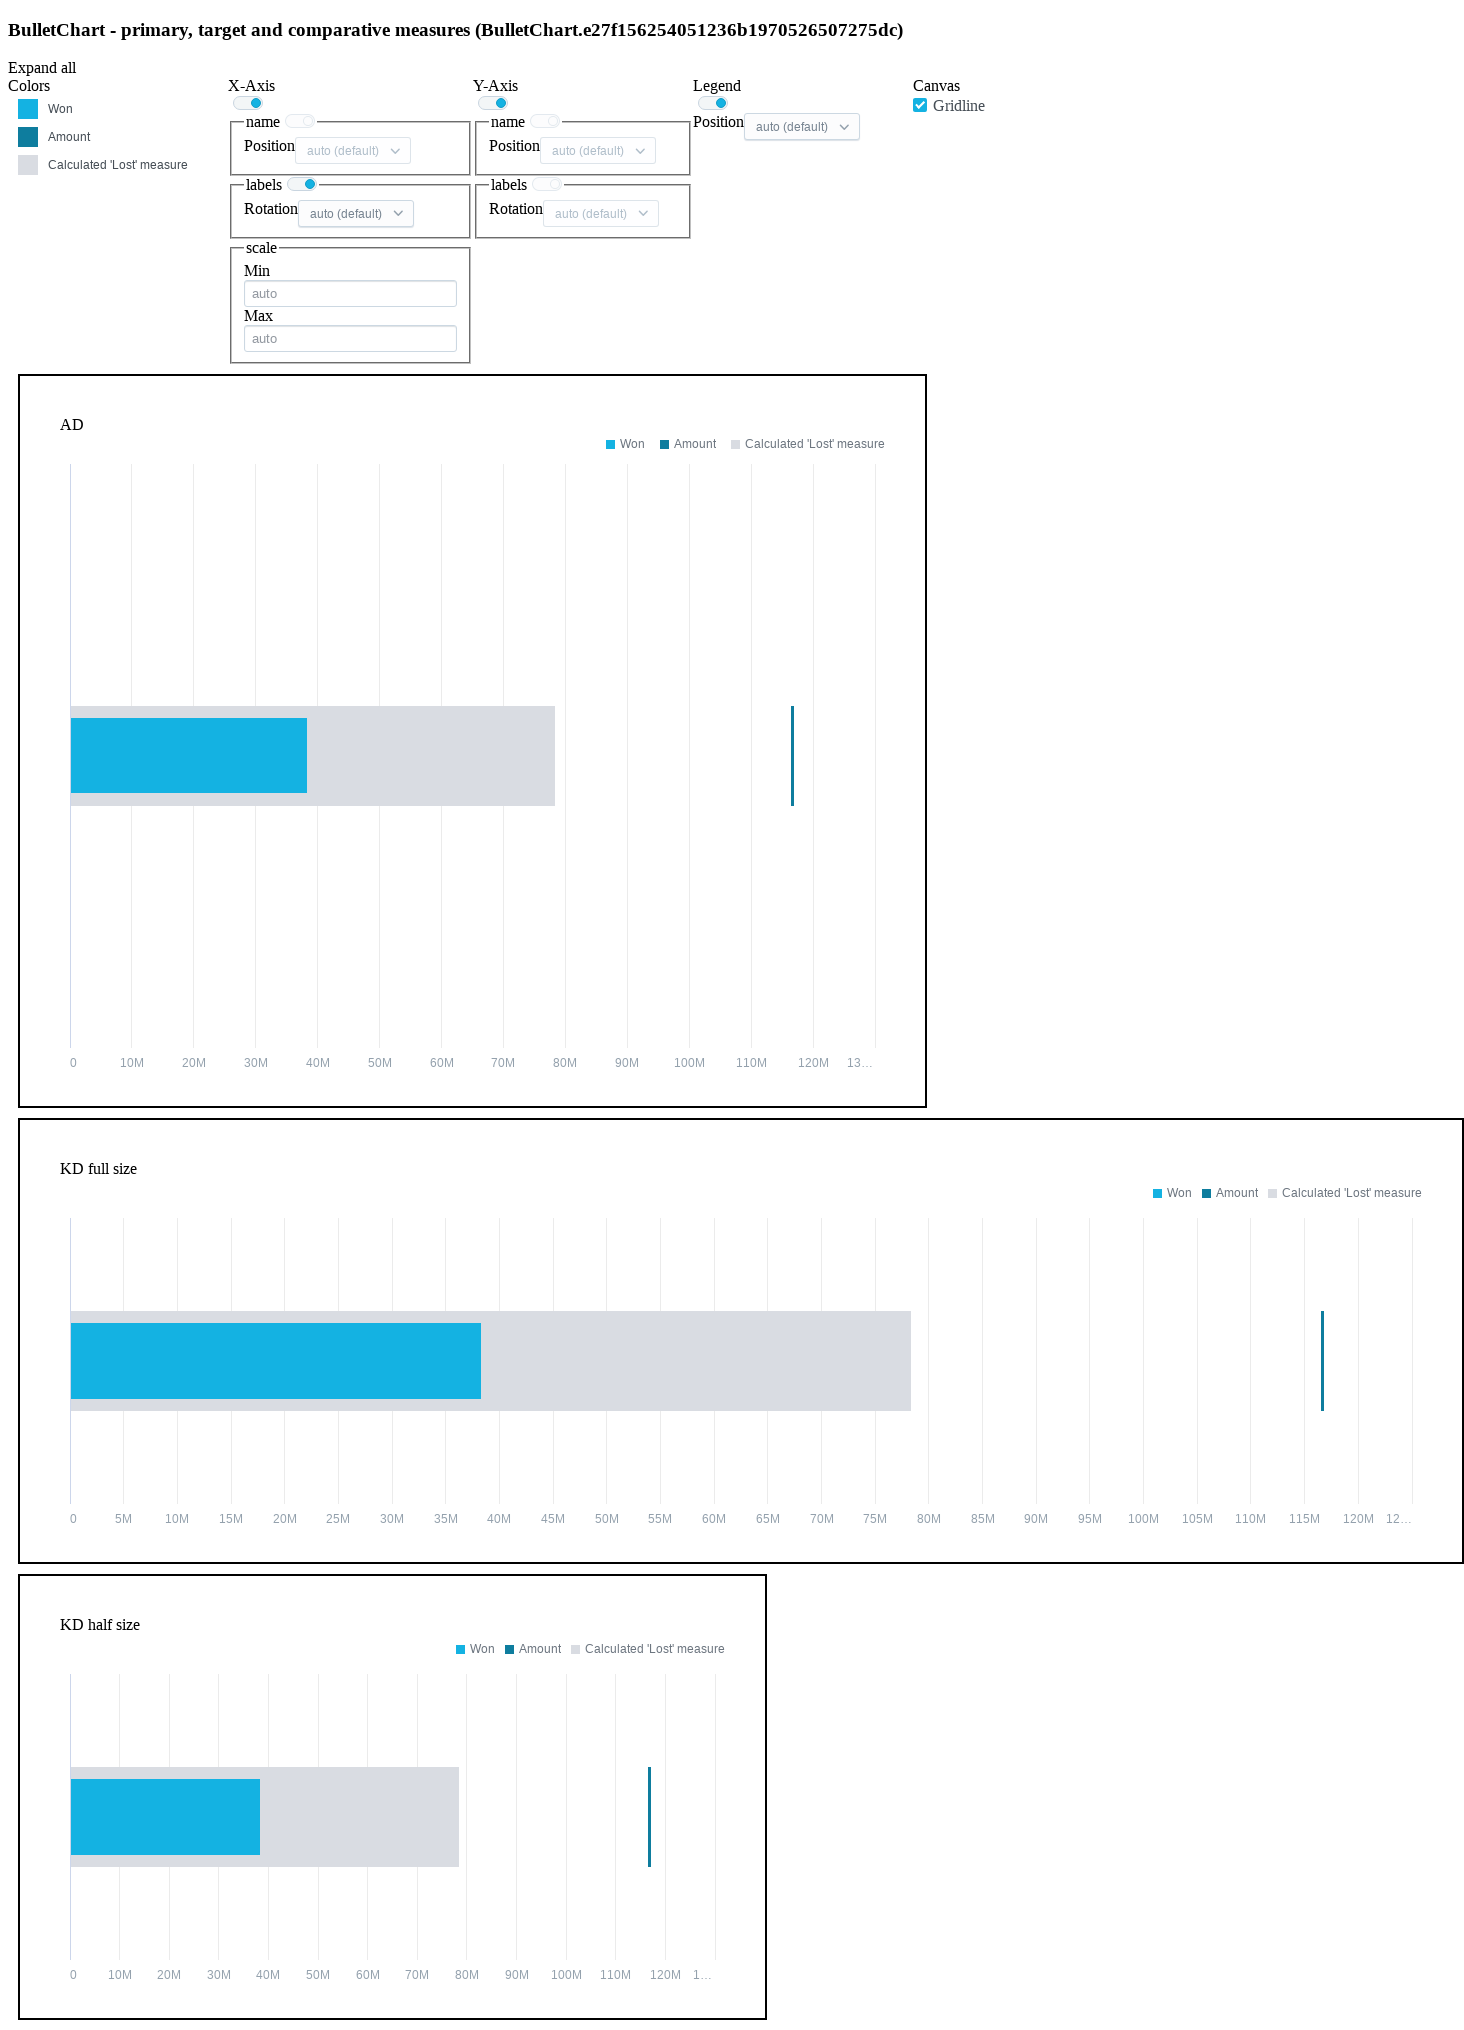 BulletChart - primary, target and comparative measures (BulletChart.e27f156254051236b1970526507275dc)
Expand all
Colors
Won
Amount
Calculated 'Lost' measure
X-Axis
name
Position auto (default)
labels
Rotation auto (default)
scale
Min
auto
Max
auto
Y-Axis
name
Position auto (default)
labels
Rotation auto (default)
Legend
Position auto (default)
Canvas
Gridline
AD
Won Amount Calculated 'Lost' measure
0 10M 20M 30M 40M 50M 60M 70M 80M 90M 100M 110M 120M 13…
KD full size
Won Amount Calculated 'Lost' measure
0 5M 10M 15M 20M 25M 30M 35M 40M 45M 50M 55M 60M 65M 70M 75M 80M 85M 90M 95M 100M 105M 110M 115M 120M 12…
KD half size
Won Amount Calculated 'Lost' measure
0 10M 20M 30M 40M 50M 60M 70M 80M 90M 100M 110M 120M 1…